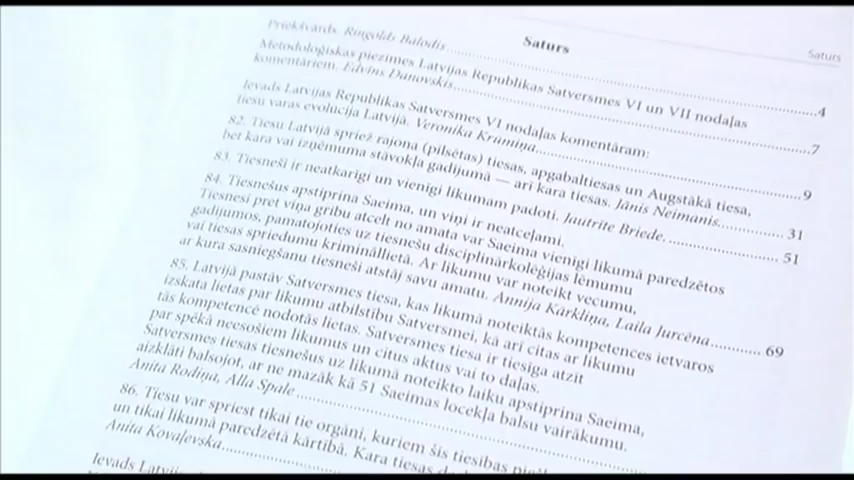 Saturs
Saturs
Priekšvārds. Ringolds Balodis..........4
Metodoloģiskas piezīmes Latvijas Republikas Satversmes VI un VII nodaļas
komentāriem. Edvīns Danovskis..........7
Ievads Latvijas Republikas Satversmes VI nodaļas komentāram:
tiesu varas evolūcija Latvijā. Veronika Krūmiņa..........9
82. Tiesu Latvijā spriež rajona (pilsētas) tiesas, apgabaltiesas un Augstākā tiesa,
bet kara vai izņēmuma stāvokļa gadījumā — arī kara tiesas. Jānis Neimanis..........31
83. Tiesneši ir neatkarīgi un vienīgi likumam padoti. Jautrīte Briede..........51
84. Tiesnešus apstiprina Saeima, un viņi ir neatceļami.
Tiesnesi pret viņa gribu atcelt no amata var Saeima vienīgi likumā paredzētos
gadījumos, pamatojoties uz tiesnešu disciplinārkolēģijas lēmumu
vai tiesas spriedumu krimināllietā. Ar likumu var noteikt vecumu,
ar kura sasniegšanu tiesneši atstāj savu amatu. Annija Kārkliņa, Laila Jurcēna..........69
85. Latvijā pastāv Satversmes tiesa, kas likumā noteiktās kompetences ietvaros
izskata lietas par likumu atbilstību Satversmei, kā arī citas ar likumu
tās kompetencē nodotās lietas. Satversmes tiesa ir tiesīga atzīt
par spēkā neesošiem likumus un citus aktus vai to daļas.
Satversmes tiesas tiesnešus uz likumā noteikto laiku apstiprina Saeima,
aizklāti balsojot, ar ne mazāk kā 51 Saeimas locekļa balsu vairākumu.
Anita Rodiņa, Alla Spale..........
86. Tiesu var spriest tikai tie orgāni, kuriem šīs tiesības
un tikai likumā paredzētā kārtībā. Kara tiesas
Anita Kovaļevska..........
Ievads